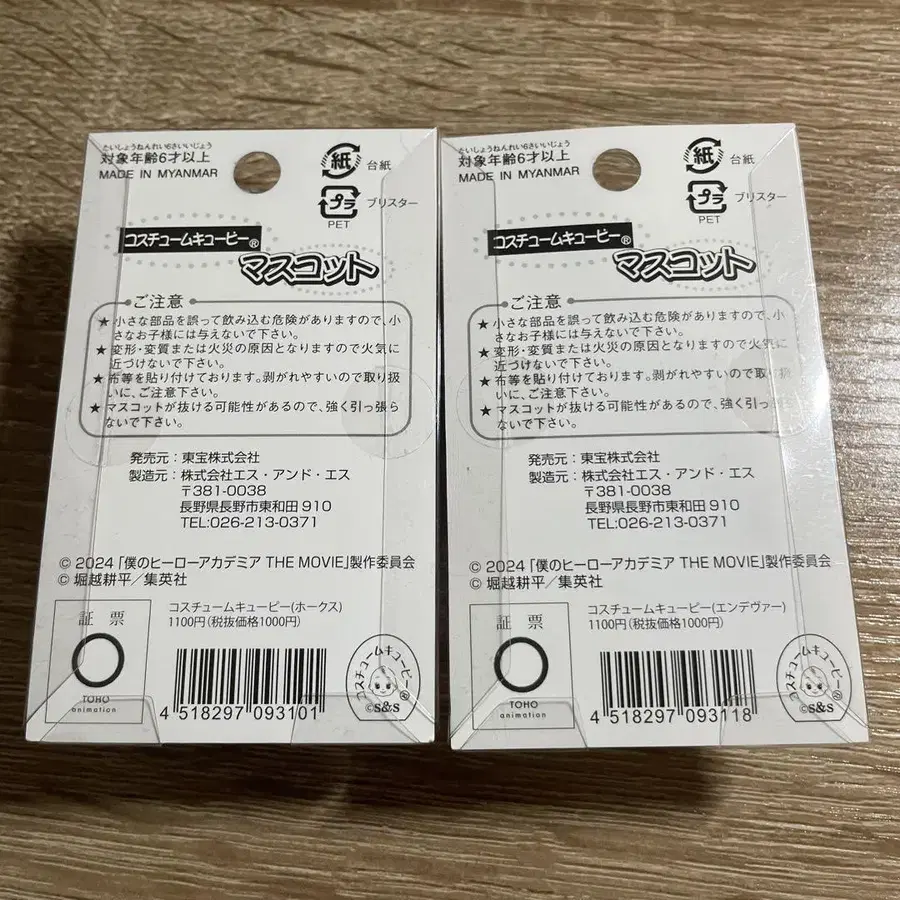 たいしょうねんれい6さいいじょう
対象年齢6才以上
MADE IN MYANMAR
紙
台紙
プラ
ブリスター
PET
コスチュームキューピー®
マスコット
ご注意
★小さな部品を誤って飲み込む危険がありますので、小
さなお子様には与えないで下さい。
★変形・変質または火災の原因となりますので火気に
近づけないで下さい。
★布等を貼り付けております。剥がれやすいので取り扱
いに、ご注意下さい。
★マスコットが抜ける可能性があるので、強く引っ張ら
ないで下さい。
発売元：東宝株式会社
製造元：株式会社エス・アンド・エス
〒381-0038
長野県長野市東和田 910
TEL:026-213-0371
© 2024 「僕のヒーローアカデミア THE MOVIE」製作委員会
© 堀越耕平／集英社
証 票
TOHO
animation
コスチュームキューピー(ホークス)
1100円(税抜価格1000円)
4 518297 093101
コスチュームキューピー®
©S&S
たいしょうねんれい6さいいじょう
対象年齢6才以上
MADE IN MYANMAR
紙
台紙
プラ
ブリスター
PET
コスチュームキューピー®
マスコット
ご注意
★小さな部品を誤って飲み込む危険がありますので、小
さなお子様には与えないで下さい。
★変形・変質または火災の原因となりますので火気に
近づけないで下さい。
★布等を貼り付けております。剥がれやすいので取り扱
いに、ご注意下さい。
★マスコットが抜ける可能性があるので、強く引っ
ないで下さい。
発売元：東宝株式会社
製造元：株式会社エス・アンド・エス
〒381-0038
長野県長野市東和田 910
TEL:026-213-0371
© 2024 「僕のヒーローアカデミア THE MOVIE」製作委員会
© 堀越耕平／集英社
証 票
TOHO
animation
コスチュームキューピー(エンデヴァー)
1100円(税抜価格1000円)
4 518297 093118
コスチュームキューピー®
©S&S